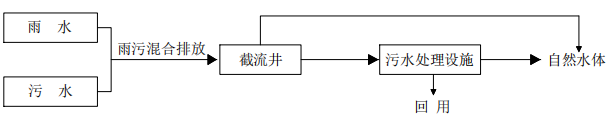 雨 水
雨污混合排放
截流井
污水处理设施
自然水体
污 水
回 用